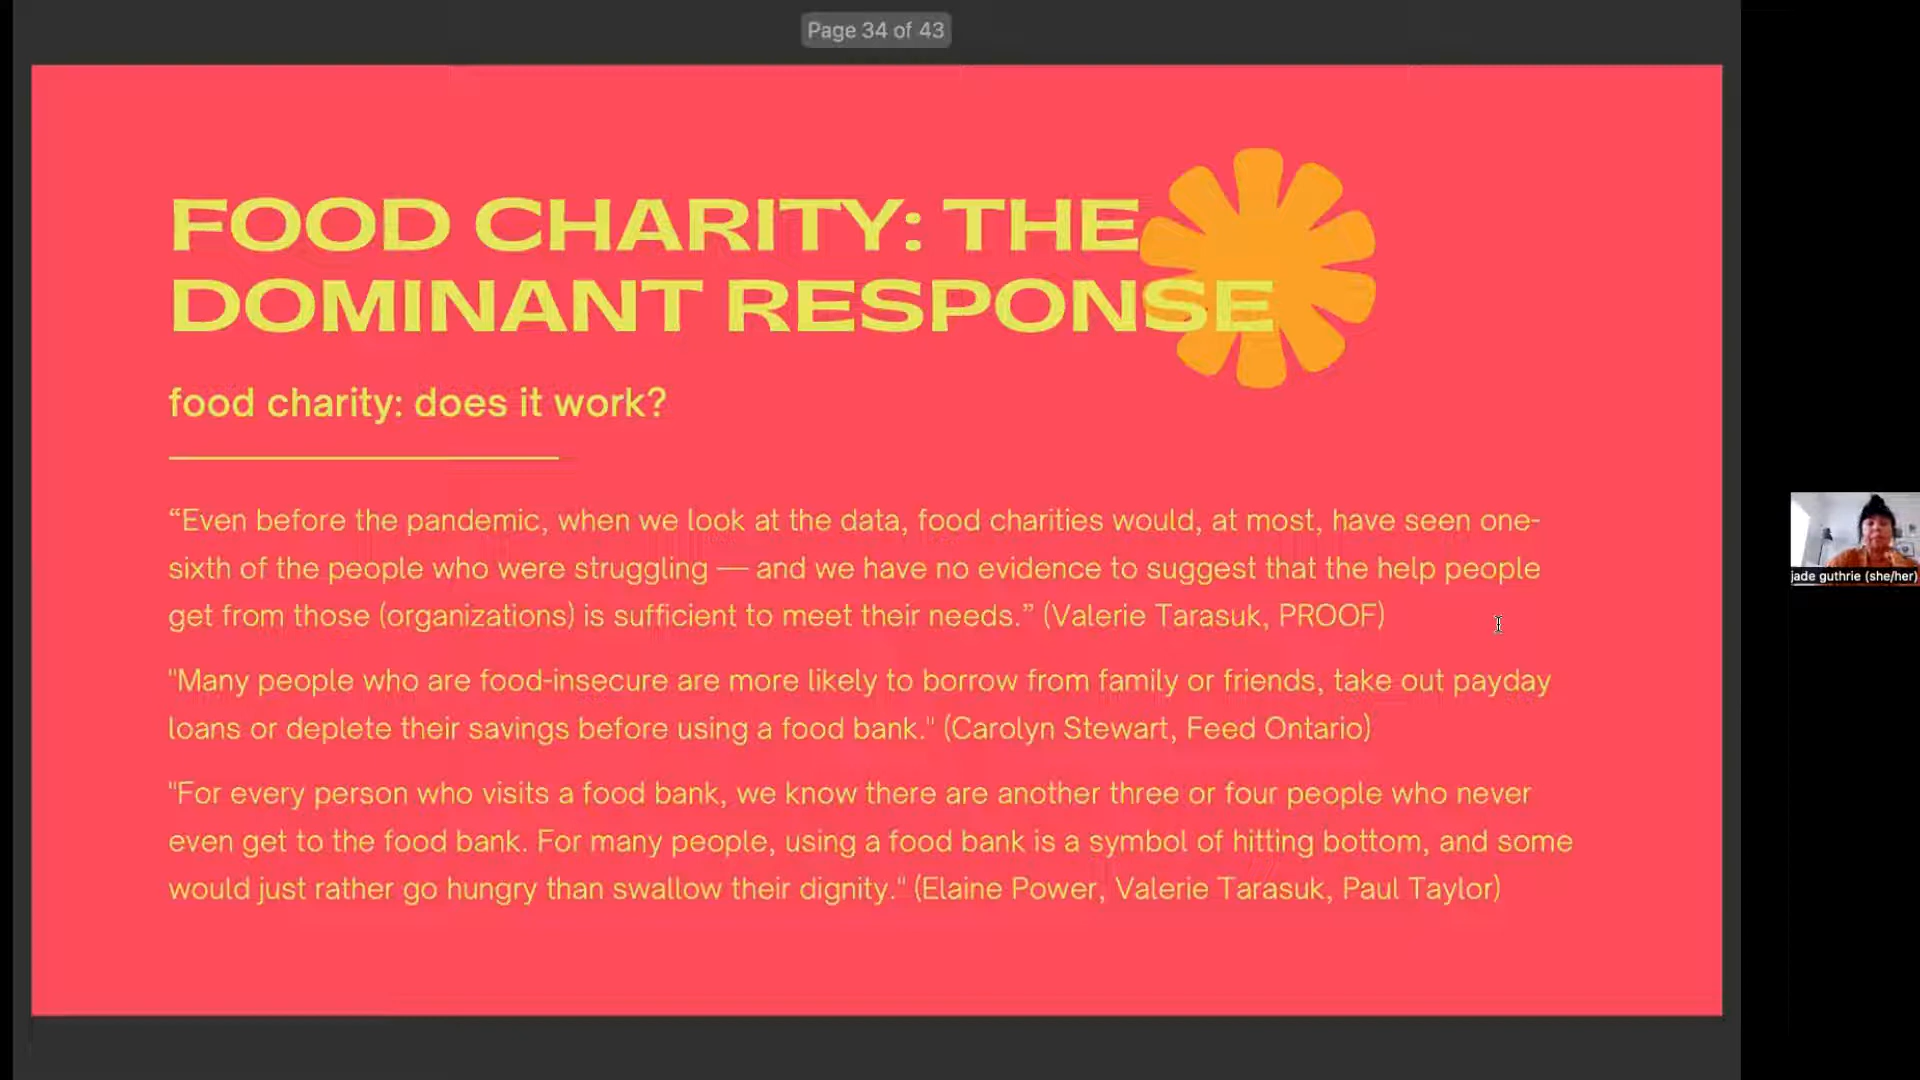 Page 34 of 43
FOOD CHARITY: THE
DOMINANT RESPONSE
food charity: does it work?
“Even before the pandemic, when we look at the data, food charities would, at most, have seen one-
sixth of the people who were struggling — and we have no evidence to suggest that the help people
get from those (organizations) is sufficient to meet their needs.” (Valerie Tarasuk, PROOF)
"Many people who are food-insecure are more likely to borrow from family or friends, take out payday
loans or deplete their savings before using a food bank." (Carolyn Stewart, Feed Ontario)
"For every person who visits a food bank, we know there are another three or four people who never
even get to the food bank. For many people, using a food bank is a symbol of hitting bottom, and some
would just rather go hungry than swallow their dignity." (Elaine Power, Valerie Tarasuk, Paul Taylor)
jade guthrie (she/her)